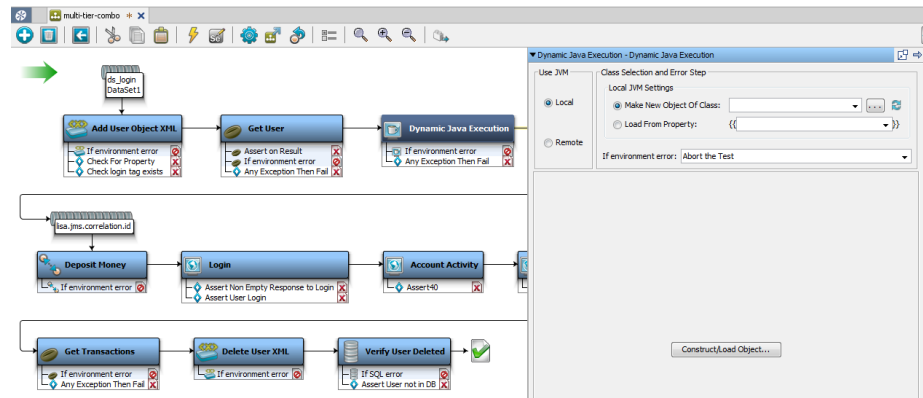 multi-tier-combo
Dynamic Java Execution - Dynamic Java Execution
Use JVM
Local
Remote
Class Selection and Error Step
Local JVM Settings
Make New Object Of Class:
...
Load From Property: {{ }}
If environment error: Abort the Test
Construct/Load Object...
ds_login
DataSet1
Add User Object XML
If environment error
Check For Property
Check login tag exists
Get User
Assert on Result
If environment error
Any Exception Then Fail
Dynamic Java Execution
If environment error
Any Exception Then Fail
lisa.jms.correlation.id
Deposit Money
If environment error
Login
Assert Non Empty Response to Login
Assert User Login
Account Activity
Assert40
Get Transactions
If environment error
Any Exception Then Fail
Delete User XML
If environment error
Verify User Deleted
If SQL error
Assert User not in DB